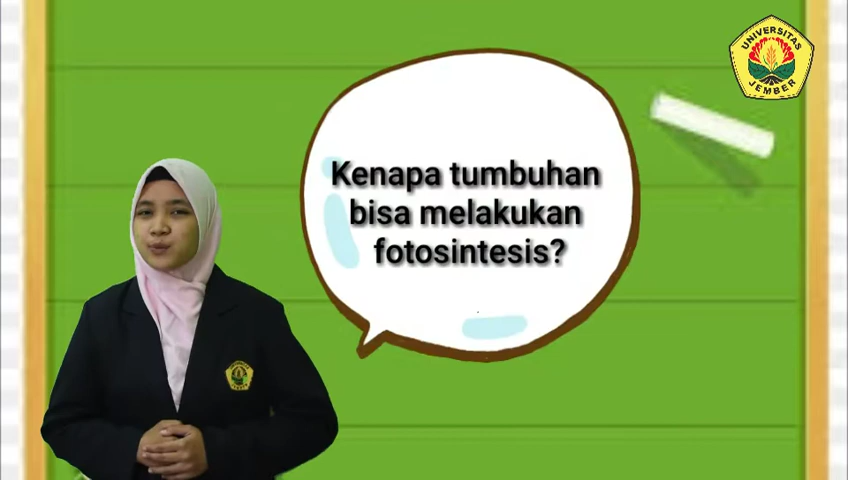 UNIVERSITAS
JEMBER
Kenapa tumbuhan
bisa melakukan
fotosintesis?